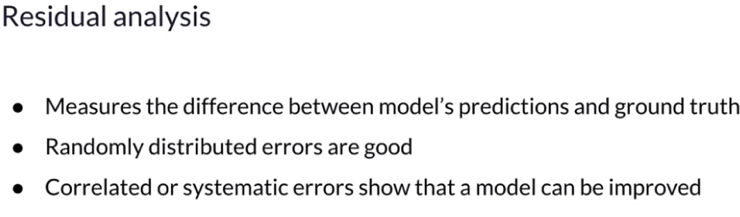 Residual analysis
● Measures the difference between model's predictions and ground truth
● Randomly distributed errors are good
● Correlated or systematic errors show that a model can be improved